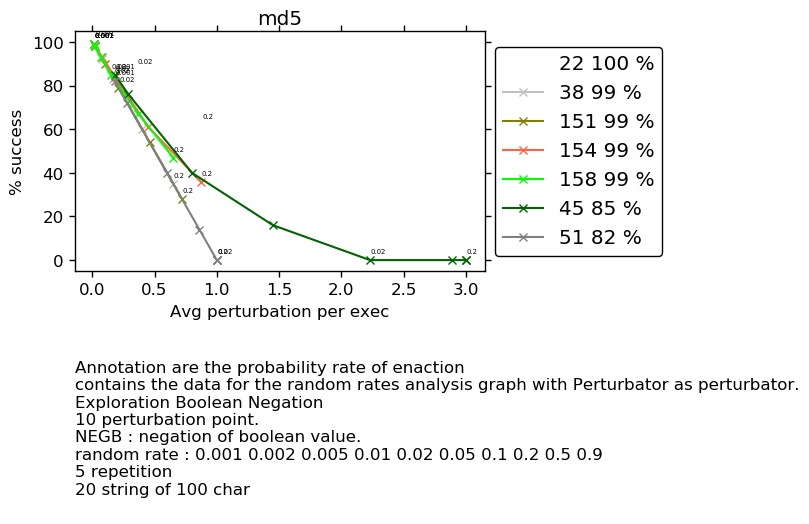 md5
100
80
60
40
20
0
% success
0.0 0.5 1.0 1.5 2.0 2.5 3.0
Avg perturbation per exec
0.02
0.02
0.2
0.2
0.2
0.2
0.2
0.02
0.02
0.2
22 100 %
38 99 %
151 99 %
154 99 %
158 99 %
45 85 %
51 82 %
Annotation are the probability rate of enaction
contains the data for the random rates analysis graph with Perturbator as perturbator.
Exploration Boolean Negation
10 perturbation point.
NEGB : negation of boolean value.
random rate : 0.001 0.002 0.005 0.01 0.02 0.05 0.1 0.2 0.5 0.9
5 repetition
20 string of 100 char